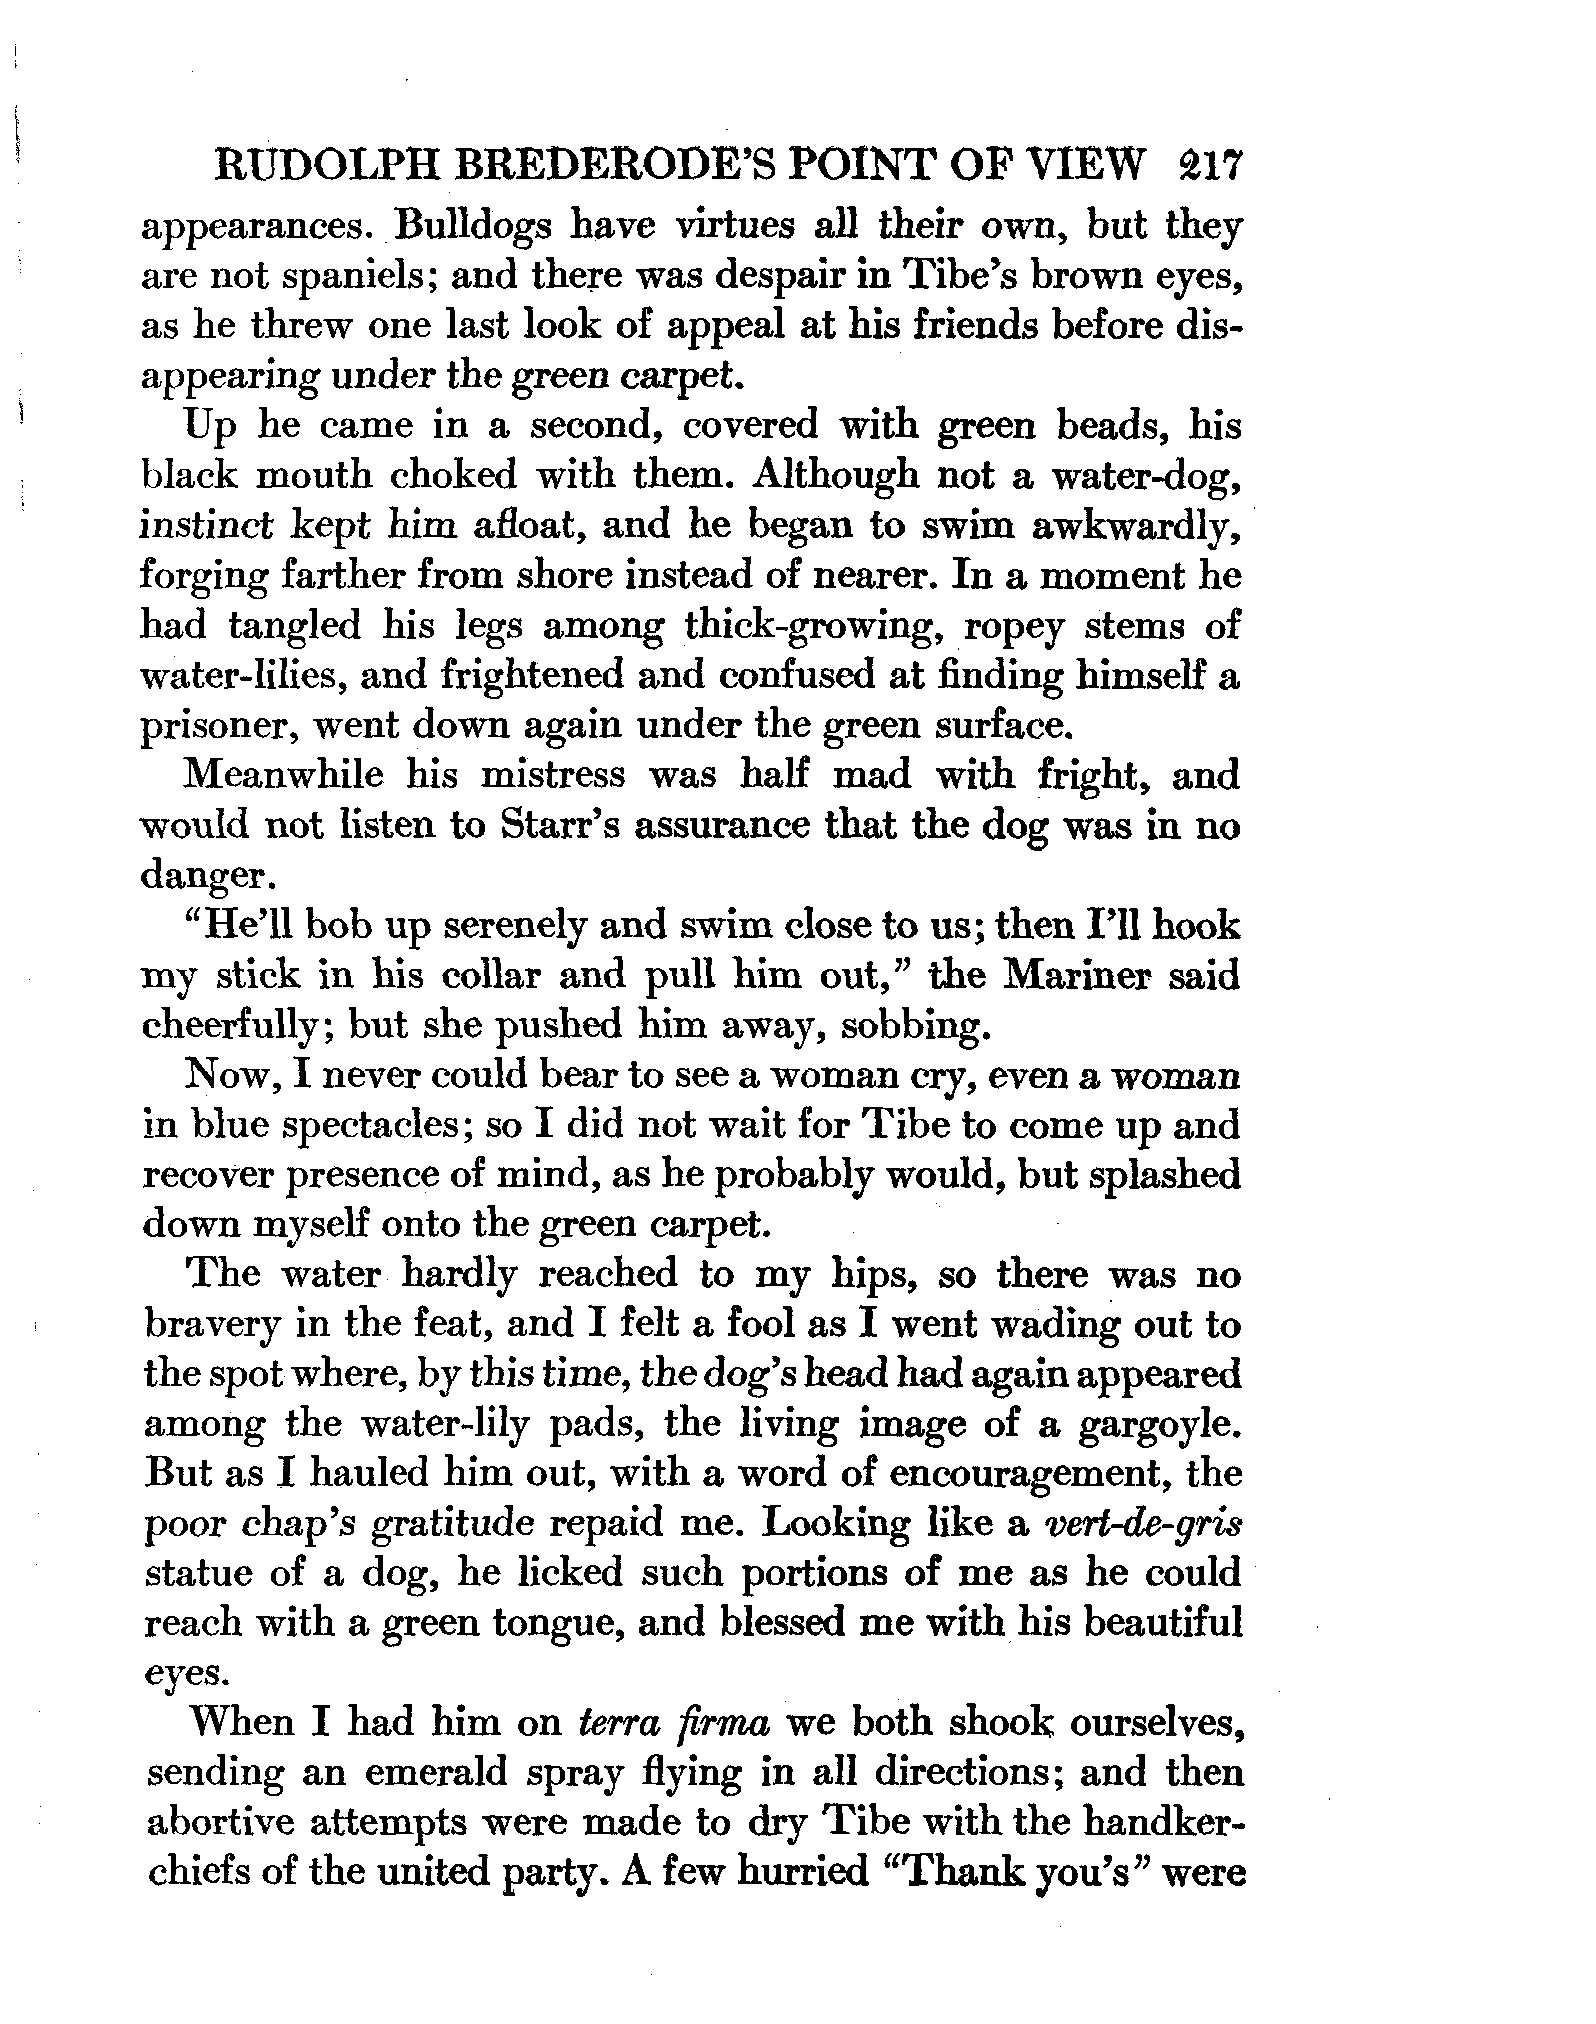 RUDOLPH BREDERODE'S POINT OF VIEW 217
appearances. Bulldogs have virtues all their own, but they
are not spaniels; and there was despair in Tibe's brown eyes,
as he threw one last look of appeal at his friends before dis-
appearing under the green carpet.
Up he came in a second, covered with green beads, his
black mouth choked with them. Although not a water-dog,
instinct kept him afloat, and he began to swim awkwardly,
forging farther from shore instead of nearer. In a moment he
had tangled his legs among thick-growing, ropey stems of
water-lilies, and frightened and confused at finding himself a
prisoner, went down again under the green surface.
Meanwhile his mistress was half mad with fright, and
would not listen to Starr's assurance that the dog was in no
danger.
"He'll bob up serenely and swim close to us; then I'll hook
my stick in his collar and pull him out," the Mariner said
cheerfully; but she pushed him away, sobbing.
Now, I never could bear to see a woman cry, even a woman
in blue spectacles; so I did not wait for Tibe to come up and
recover presence of mind, as he probably would, but splashed
down myself onto the green carpet.
The water hardly reached to my hips, so there was no
bravery in the feat, and I felt a fool as I went wading out to
the spot where, by this time, the dog's head had again appeared
among the water-lily pads, the living image of a gargoyle.
But as I hauled him out, with a word of encouragement, the
poor chap's gratitude repaid me. Looking like a vert-de-gris
statue of a dog, he licked such portions of me as he could
reach with a green tongue, and blessed me with his beautiful
eyes.
When I had him on terra firma we both shook ourselves,
sending an emerald spray flying in all directions; and then
abortive attempts were made to dry Tibe with the handker-
chiefs of the united party. A few hurried "Thank you's" were